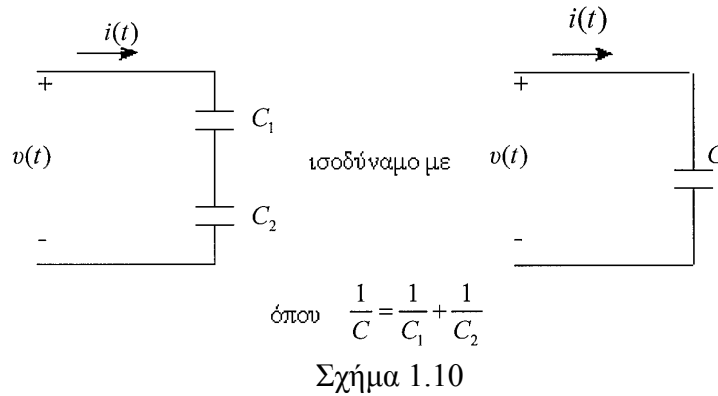 i(t)
i(t)
+
+
C₁
υ(t)
ισοδύναμο με
υ(t)
C
C₂
-
-
όπου 1/C = 1/C₁ + 1/C₂
Σχήμα 1.10